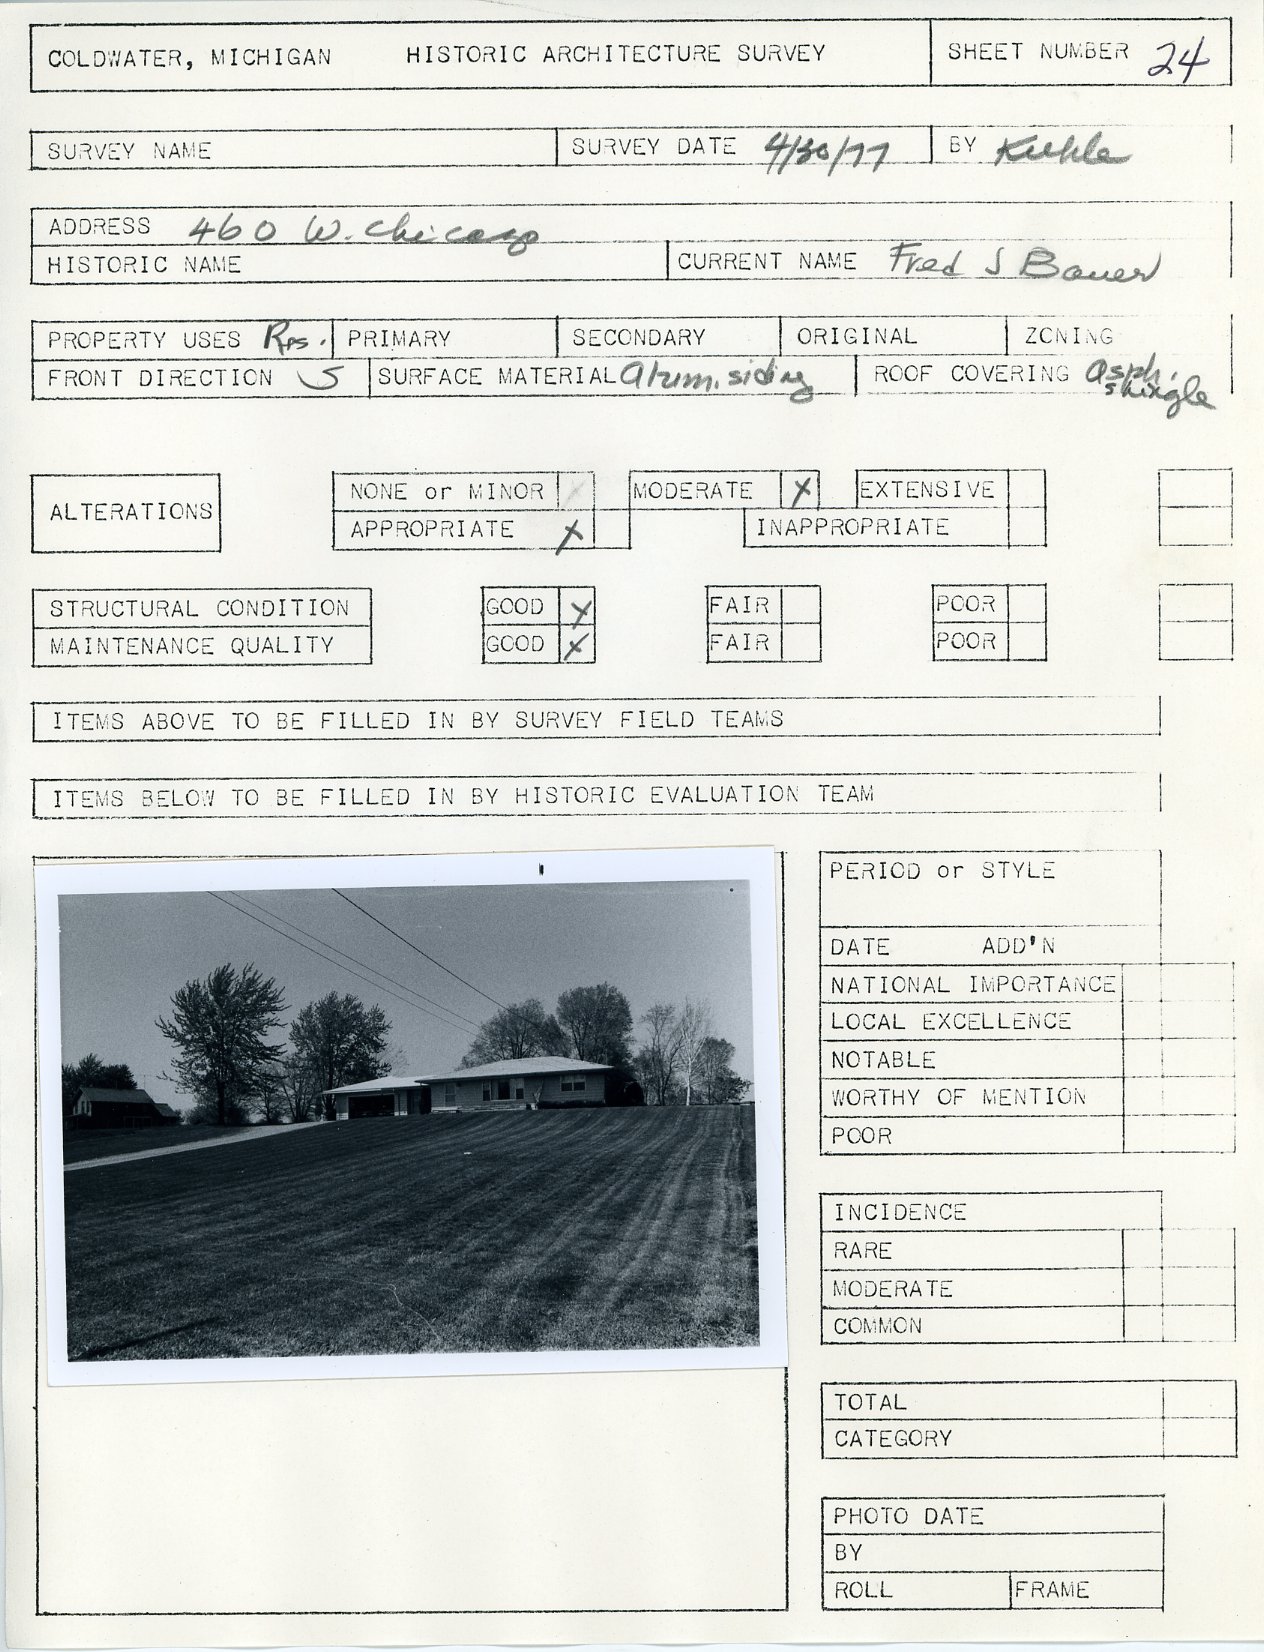 COLDWATER, MICHIGAN HISTORIC ARCHITECTURE SURVEY SHEET NUMBER 24
SURVEY NAME SURVEY DATE 4/30/77 BY
ADDRESS 460 W. Chicago
HISTORIC NAME CURRENT NAME Fred J Bauer
PROPERTY USES Res. PRIMARY SECONDARY ORIGINAL ZONING
FRONT DIRECTION S SURFACE MATERIAL Alum. siding ROOF COVERING asph. shingle
ALTERATIONS NONE or MINOR MODERATE X EXTENSIVE
APPROPRIATE X INAPPROPRIATE
STRUCTURAL CONDITION GOOD X FAIR POOR
MAINTENANCE QUALITY GOOD X FAIR POOR
ITEMS ABOVE TO BE FILLED IN BY SURVEY FIELD TEAMS
ITEMS BELOW TO BE FILLED IN BY HISTORIC EVALUATION TEAM
PERIOD or STYLE
DATE ADD'N
NATIONAL IMPORTANCE
LOCAL EXCELLENCE
NOTABLE
WORTHY OF MENTION
POOR
INCIDENCE
RARE
MODERATE
COMMON
TOTAL
CATEGORY
PHOTO DATE
BY
ROLL FRAME